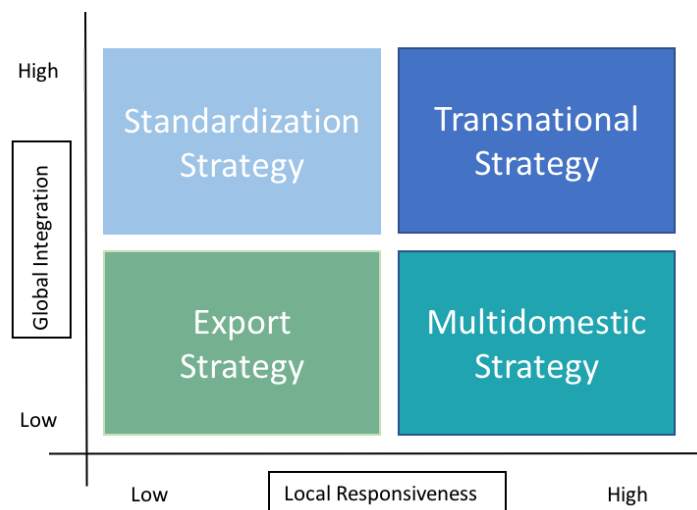 High
Standardization
Strategy
Transnational
Strategy
Global Integration
Export
Strategy
Multidomestic
Strategy
Low
Low
Local Responsiveness
High